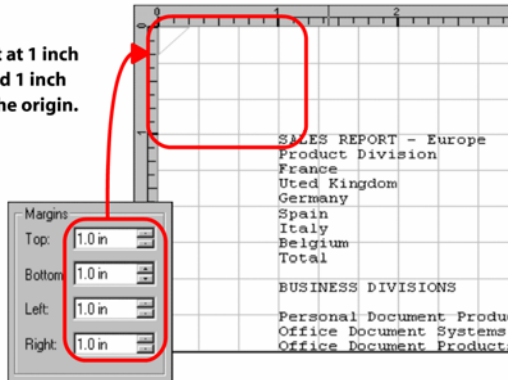 t at 1 inch
d 1 inch
he origin.
0 1 2
0
1
SALES REPORT - Europe
Product Division
France
Uted Kingdom
Germany
Spain
Italy
Belgium
Total
BUSINESS DIVISIONS
Personal Document Produ
Office Document Systems
Office Document Products
Margins
Top: 1.0 in
Bottom 1.0 in
Left: 1.0 in
Right: 1.0 in